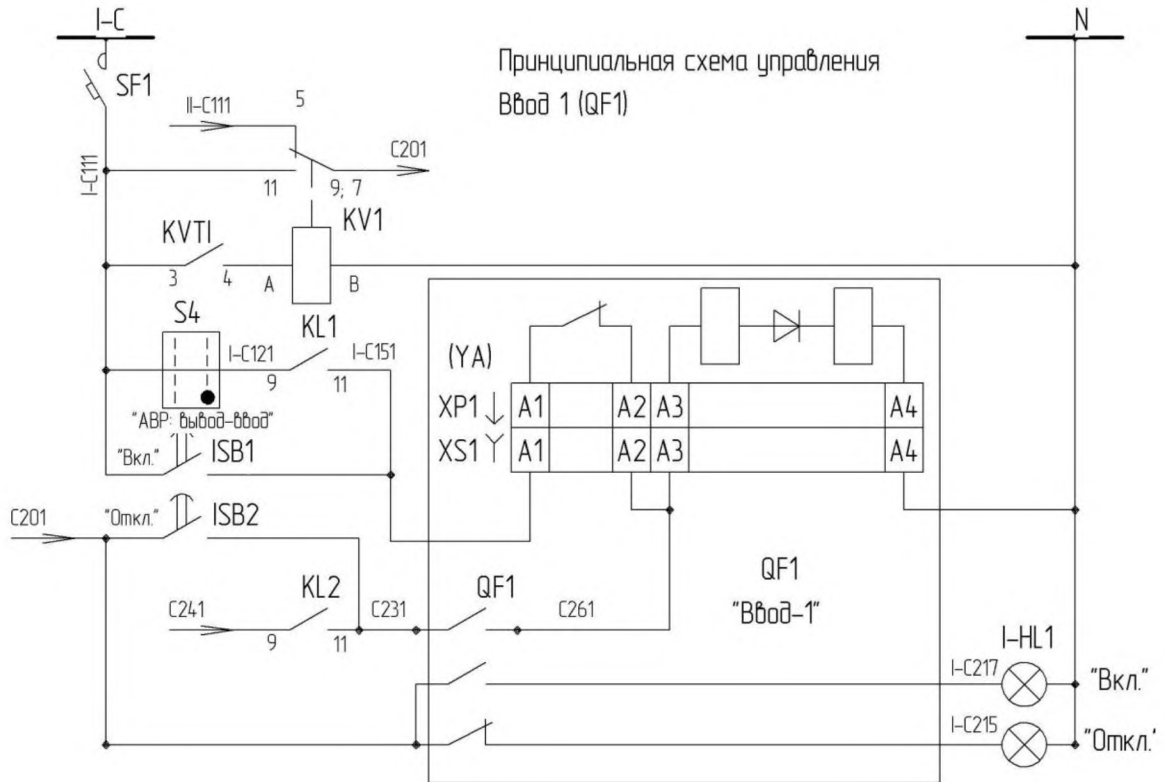 I-C
N
Принципиальная схема управления
Ввод 1 (QF1)
SF1
II-C111
5
C201
I-C111
11
9; 7
KV1
KVTI
3
4
A
B
S4
KL1
I-C121
I-C151
9
11
(YA)
XP1
A1
A2
A3
A4
"АВР: вывод-ввод"
XS1
A1
A2
A3
A4
"Вкл."
ISB1
C201
"Откл."
ISB2
QF1
"Ввод-1"
KL2
QF1
C241
C231
C261
9
11
I-HL1
I-C217
"Вкл."
I-C215
"Откл.'